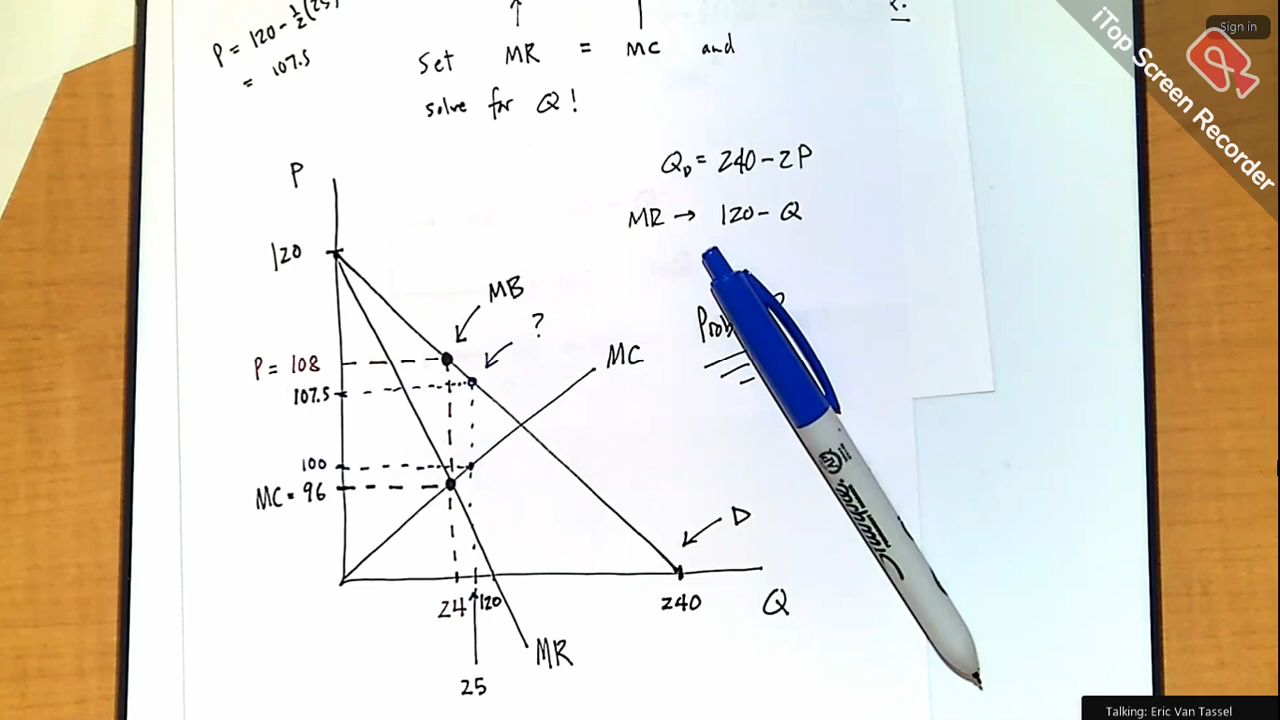 P = 120 - ½(25)
= 107.5
Set MR = MC and
solve for Q!
Q_D = 240 - 2P
MR → 120 - Q
P
120
MB
?
MC
P = 108
107.5
100
MC = 96
D
24
120
240
Q
MR
25
iTop Screen Recorder
Sign in
Talking: Eric Van Tassel